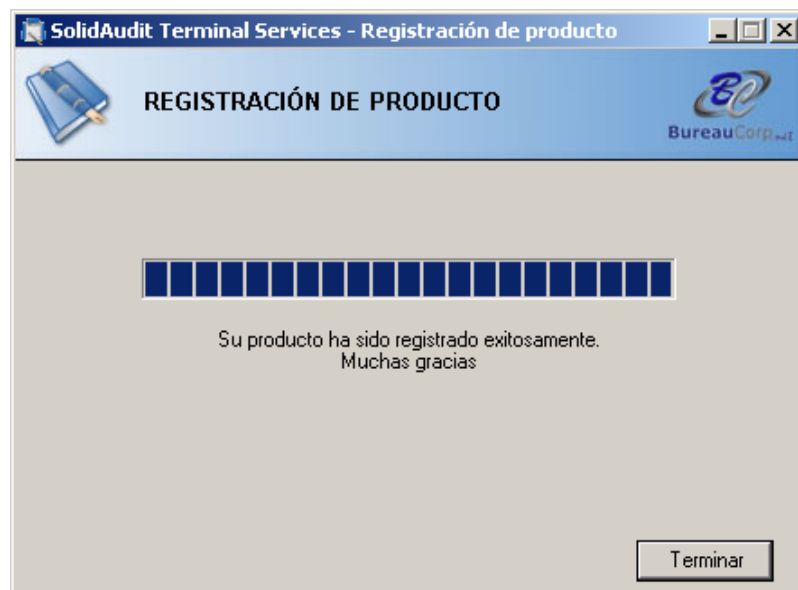 SolidAudit Terminal Services - Registración de producto
REGISTRACIÓN DE PRODUCTO
BC
BureauCorp
Su producto ha sido registrado exitosamente.
Muchas gracias
Terminar